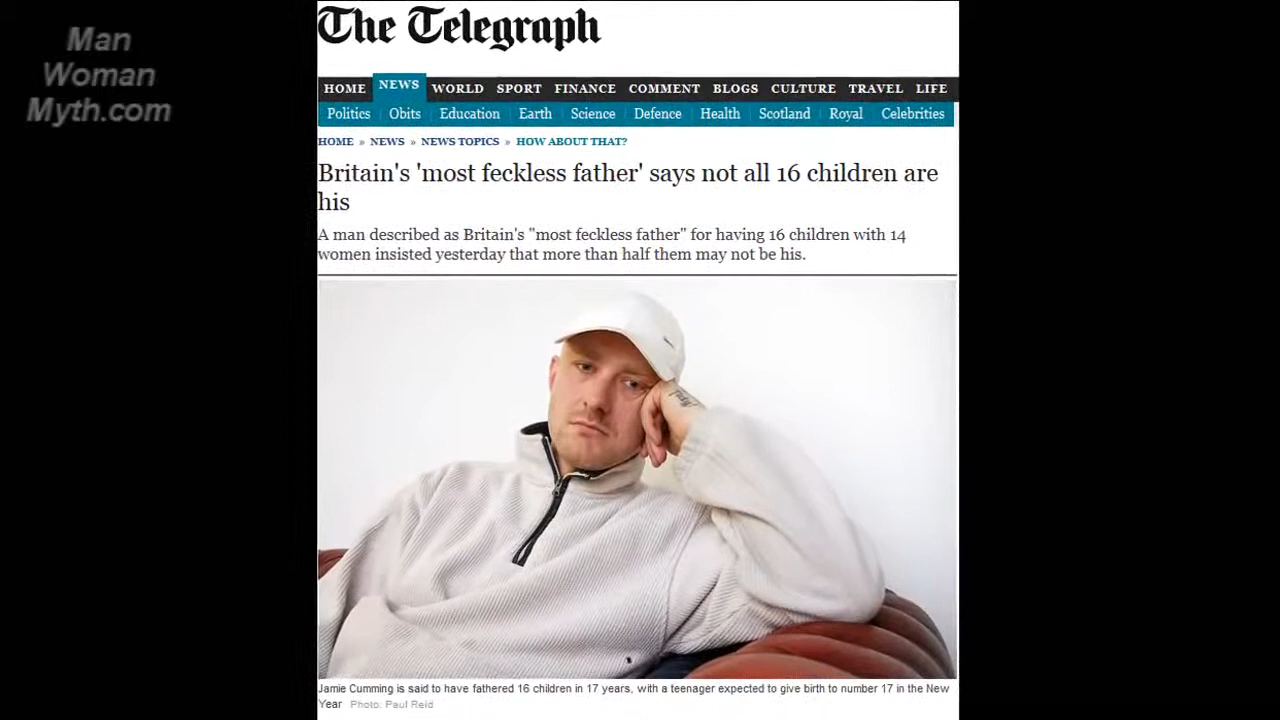 Man
Woman
Myth.com
The Telegraph
HOME NEWS WORLD SPORT FINANCE COMMENT BLOGS CULTURE TRAVEL LIFE
Politics Obits Education Earth Science Defence Health Scotland Royal Celebrities
HOME » NEWS » NEWS TOPICS » HOW ABOUT THAT?
Britain's 'most feckless father' says not all 16 children are
his
A man described as Britain's "most feckless father" for having 16 children with 14
women insisted yesterday that more than half them may not be his.
Jamie Cumming is said to have fathered 16 children in 17 years, with a teenager expected to give birth to number 17 in the New
Year Photo: Paul Reid